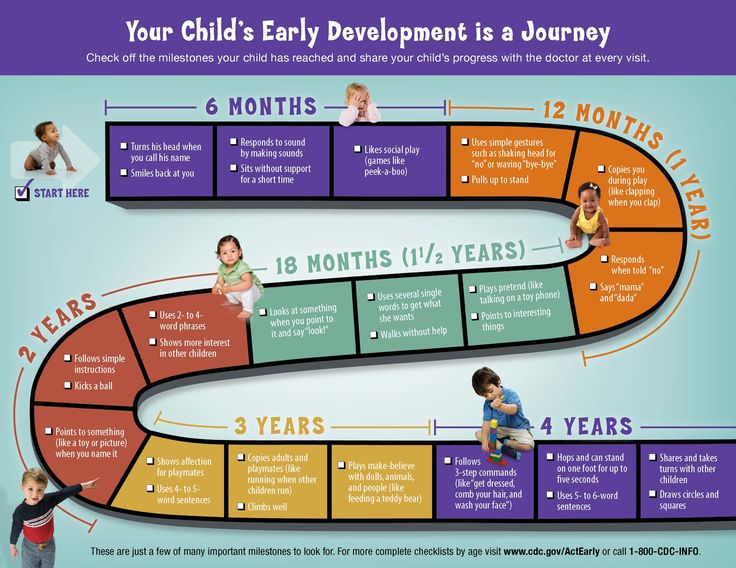 Your Child's Early Development is a Journey
Check off the milestones your child has reached and share your child's progress with the doctor at every visit.
START HERE
6 MONTHS
Turns his head when
you call his name
Smiles back at you
Responds to sound
by making sounds
Sits without support
for a short time
Likes social play
(games like
peek-a-boo)
12 MONTHS (1 YEAR)
Uses simple gestures
such as shaking head for
"no" or waving "bye-bye"
Pulls up to stand
Copies you
during play
(like clapping
when you clap)
Responds
when told "no"
Says "mama"
and "dada"
18 MONTHS (1 1/2 YEARS)
Plays pretend (like
talking on a toy phone)
Points to interesting
things
Uses several single
words to get what
she wants
Walks without help
Looks at something
when you point to
it and say "look!"
2 YEARS
Uses 2- to 4-
word phrases
Shows more interest
in other children
Follows simple
instructions
Kicks a ball
Points to something
(like a toy or picture)
when you name it
3 YEARS
Shows affection
for playmates
Uses 4- to 5-
word sentences
Copies adults and
playmates (like
running when other
children run)
Climbs well
Plays make-believe
with dolls, animals,
and people (like
feeding a teddy bear)
4 YEARS
Follows
3-step commands
(like "get dressed,
comb your hair, and
wash your face")
Hops and can stand
on one foot for up to
five seconds
Uses 5- to 6-word
sentences
Shares and takes
turns with other
children
Draws circles and
squares
These are just a few of many important milestones to look for. For more complete checklists by age visit www.cdc.gov/ActEarly or call 1-800-CDC-INFO.